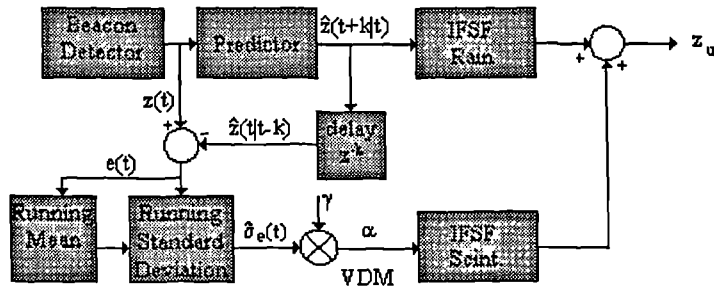 Beacon
Detector
Predictor
ẑ(t+k|t)
IFSF
Rain
z_u
+
+
z(t)
+
-
ẑ(t|t-k)
delay
z^-k
e(t)
γ
Running
Mean
Running
Standard
Deviation
σ̂_e(t)
α
VDM
IFSF
Scint